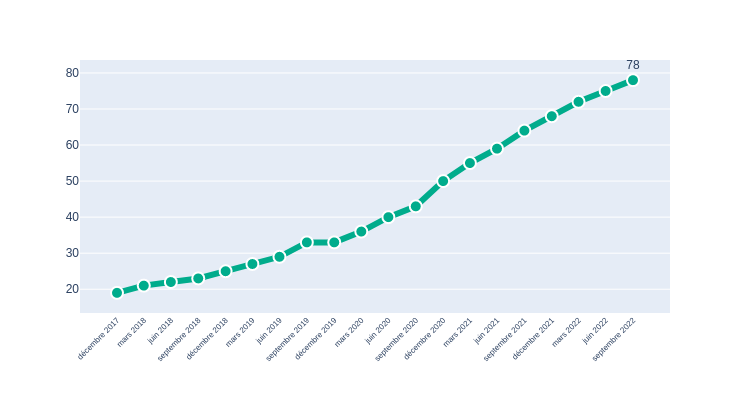 78
80
70
60
50
40
30
20
décembre 2017
mars 2018
juin 2018
septembre 2018
décembre 2018
mars 2019
juin 2019
septembre 2019
décembre 2019
mars 2020
juin 2020
septembre 2020
décembre 2020
mars 2021
juin 2021
septembre 2021
décembre 2021
mars 2022
juin 2022
septembre 2022